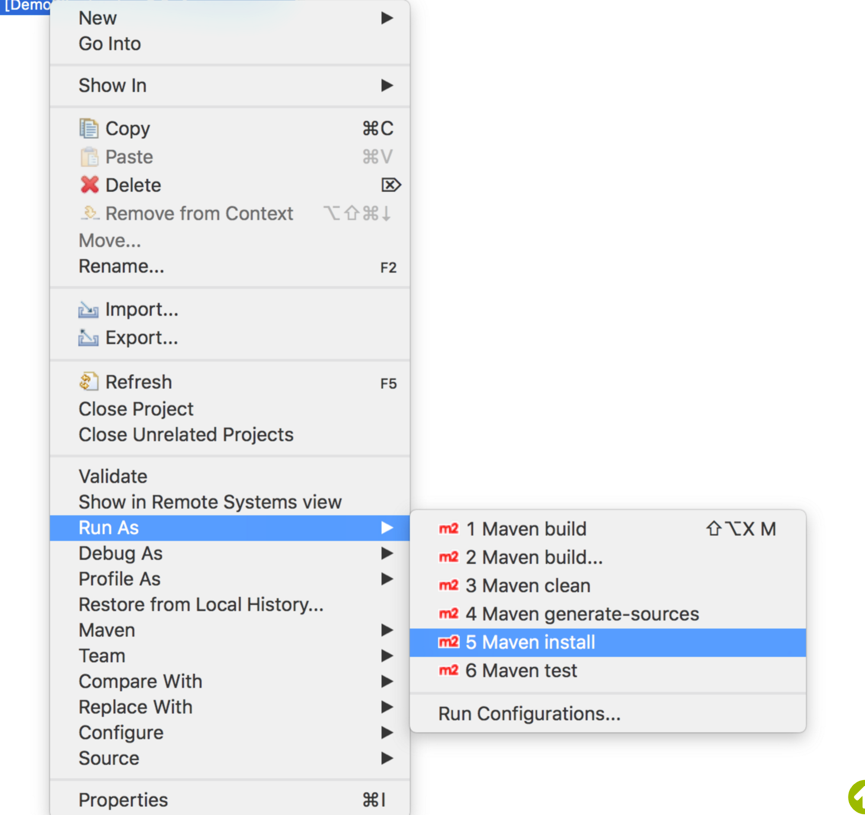 [Demo
New
Go Into
Show In
Copy ⌘C
Paste ⌘V
Delete ⌦
Remove from Context ⌥⇧⌘↓
Move...
Rename... F2
Import...
Export...
Refresh F5
Close Project
Close Unrelated Projects
Validate
Show in Remote Systems view
Run As
Debug As
Profile As
Restore from Local History...
Maven
Team
Compare With
Replace With
Configure
Source
Properties ⌘I
m2 1 Maven build ⇧⌥X M
m2 2 Maven build...
m2 3 Maven clean
m2 4 Maven generate-sources
m2 5 Maven install
m2 6 Maven test
Run Configurations...